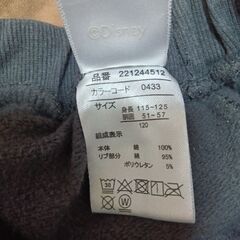 ©Disney
品番 221244512
カラーコード 0433
サイズ 身長 115-125
胴囲 51-57
120
組成表示
本体 綿 100%
リブ部分 綿 95%
ポリウレタン 5%
30
W